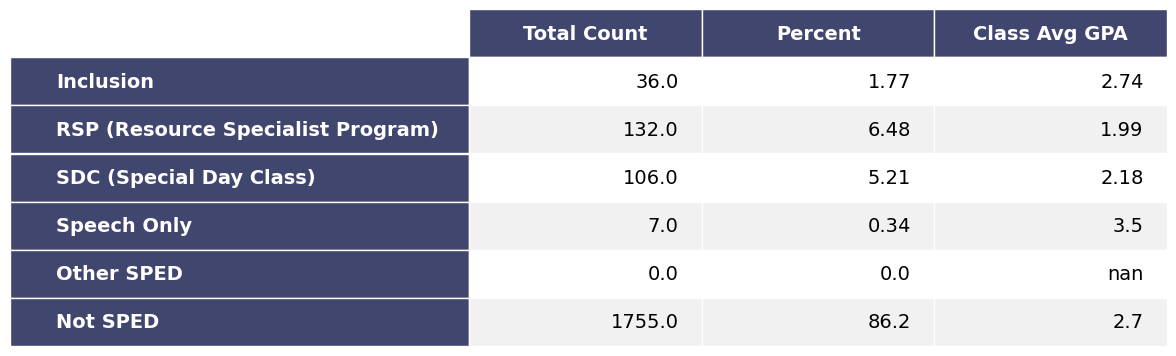 Total Count Percent Class Avg GPA
Inclusion 36.0 1.77 2.74
RSP (Resource Specialist Program) 132.0 6.48 1.99
SDC (Special Day Class) 106.0 5.21 2.18
Speech Only 7.0 0.34 3.5
Other SPED 0.0 0.0 nan
Not SPED 1755.0 86.2 2.7